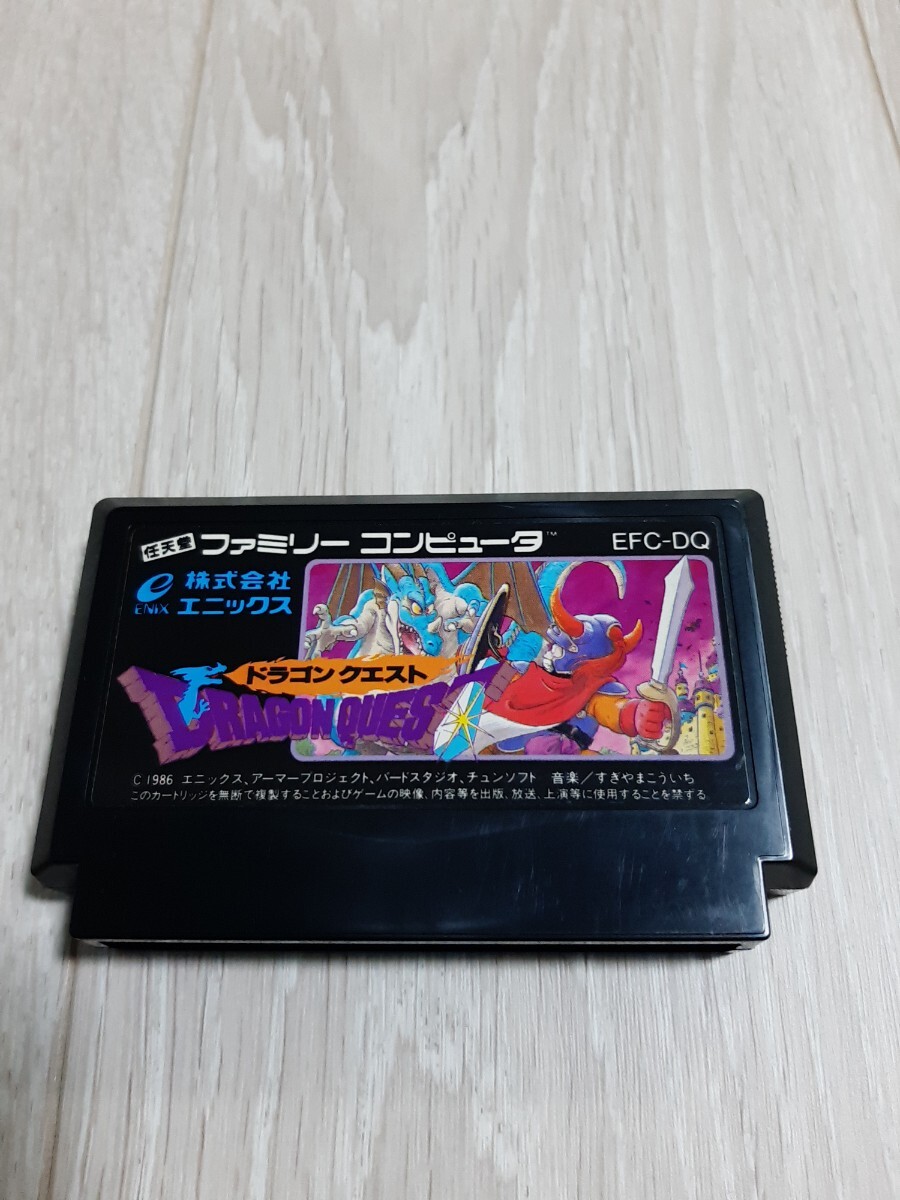 任天堂 ファミリー コンピュータ™ EFC-DQ
株式会社
ENIX エニックス
ドラゴン クエスト
DRAGON QUEST
C 1986 エニックス、アーマープロジェクト、バードスタジオ、チュンソフト 音楽／すぎやまこういち
このカートリッジを無断で複製することおよびゲームの映像、内容等を出版、放送、上演等に使用することを禁ずる